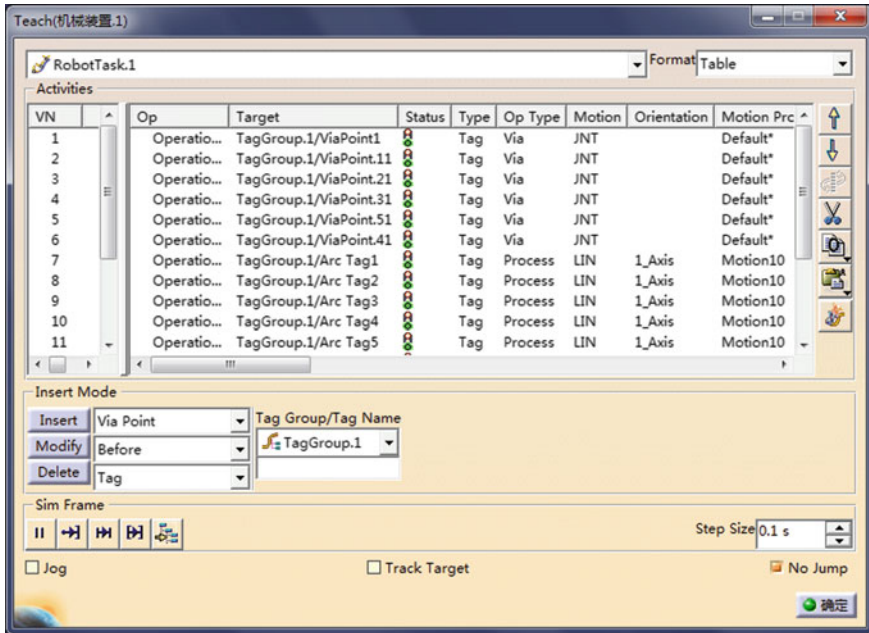 Teach(机械装置.1)
RobotTask.1 Format Table
Activities
VN Op Target Status Type Op Type Motion Orientation Motion Prc
1 Operatio... TagGroup.1/ViaPoint1 Tag Via JNT Default*
2 Operatio... TagGroup.1/ViaPoint.11 Tag Via JNT Default*
3 Operatio... TagGroup.1/ViaPoint.21 Tag Via JNT Default*
4 Operatio... TagGroup.1/ViaPoint.31 Tag Via JNT Default*
5 Operatio... TagGroup.1/ViaPoint.51 Tag Via JNT Default*
6 Operatio... TagGroup.1/ViaPoint.41 Tag Via JNT Default*
7 Operatio... TagGroup.1/Arc Tag1 Tag Process LIN 1_Axis Motion10
8 Operatio... TagGroup.1/Arc Tag2 Tag Process LIN 1_Axis Motion10
9 Operatio... TagGroup.1/Arc Tag3 Tag Process LIN 1_Axis Motion10
10 Operatio... TagGroup.1/Arc Tag4 Tag Process LIN 1_Axis Motion10
11 Operatio... TagGroup.1/Arc Tag5 Tag Process LIN 1_Axis Motion10
Insert Mode
Insert Via Point Tag Group/Tag Name
Modify Before TagGroup.1
Delete Tag
Sim Frame
Step Size 0.1 s
Jog Track Target No Jump
确定